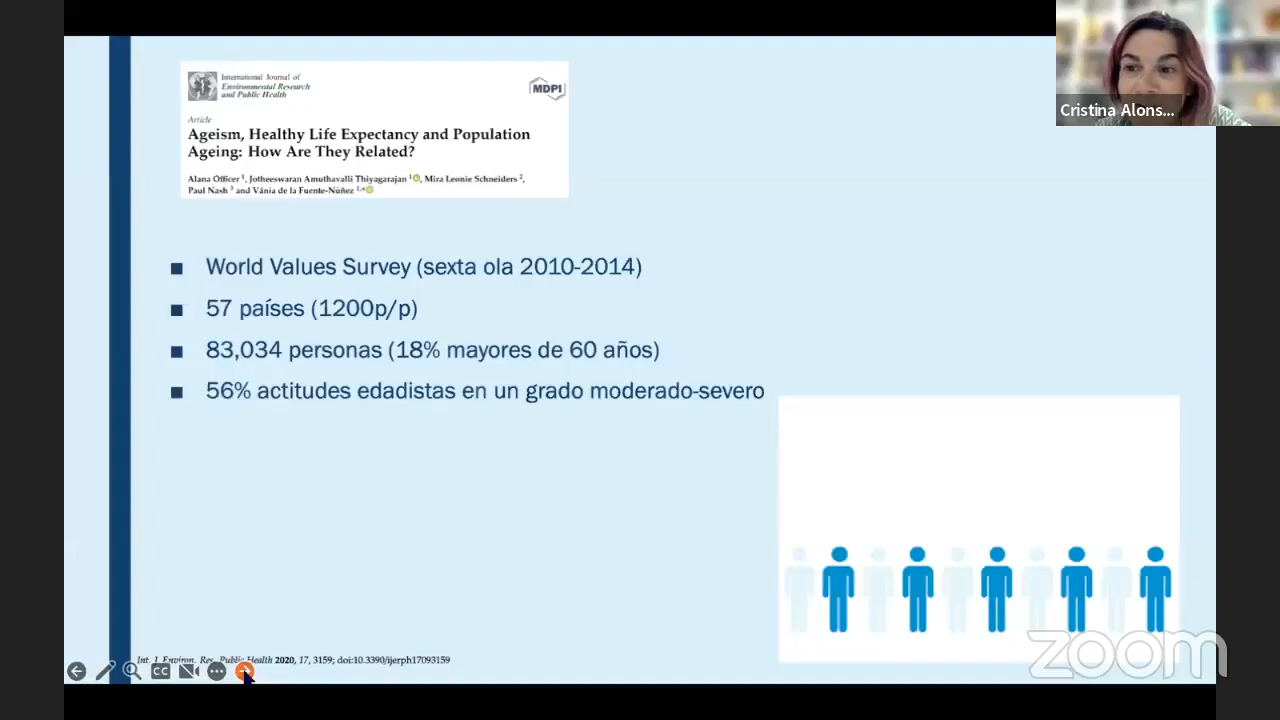 International Journal of
Environmental Research
and Public Health
MDPI
Article
Ageism, Healthy Life Expectancy and Population
Ageing: How Are They Related?
Alana Officer 1, Jotheeswaran Amuthavalli Thiyagarajan 1, Mira Leonie Schneiders 2,
Paul Nash 3 and Vânia de la Fuente-Núñez 1,*
Cristina Alons...
■ World Values Survey (sexta ola 2010-2014)
■ 57 países (1200p/p)
■ 83,034 personas (18% mayores de 60 años)
■ 56% actitudes edadistas en un grado moderado-severo
Int. J. Environ. Res. Public Health 2020, 17, 3159; doi:10.3390/ijerph17093159
CC
zoom